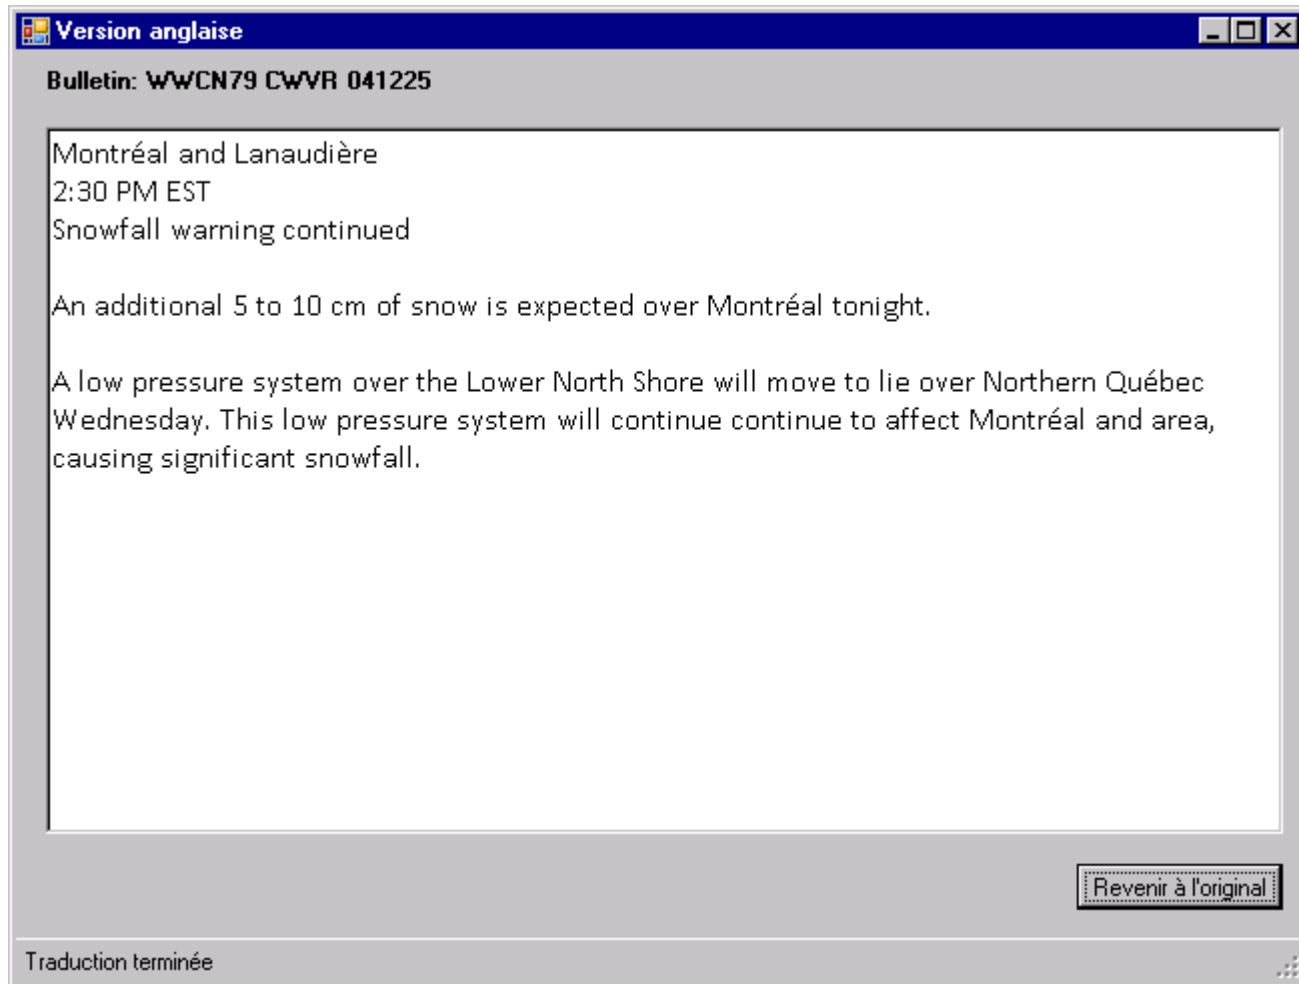 Version anglaise
Bulletin: WWCN79 CWVR 041225
Montréal and Lanaudière
2:30 PM EST
Snowfall warning continued
An additional 5 to 10 cm of snow is expected over Montréal tonight.
A low pressure system over the Lower North Shore will move to lie over Northern Québec
Wednesday. This low pressure system will continue continue to affect Montréal and area,
causing significant snowfall.
Revenir à l'original
Traduction terminée